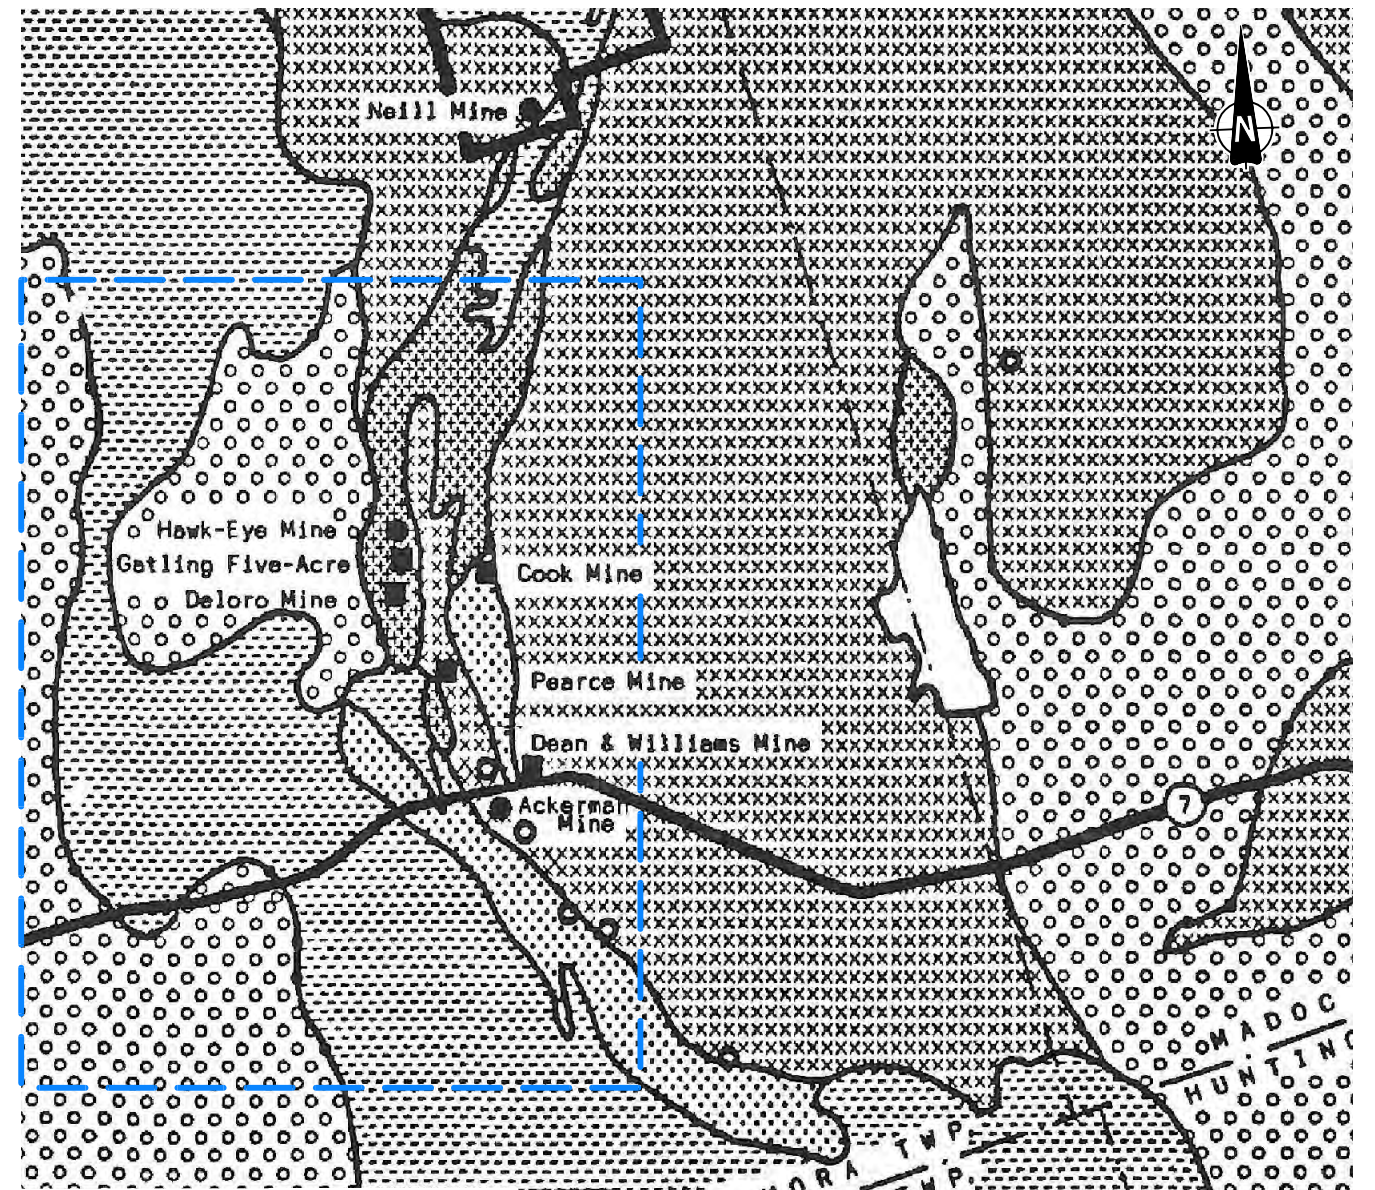 N
Neill Mine
Hawk-Eye Mine
Gatling Five-Acre
Deloro Mine
Cook Mine
Pearce Mine
Dean & Williams Mine
Ackerman
Mine
7
MADOC
HUNTING
MORA TWP.
TWP.